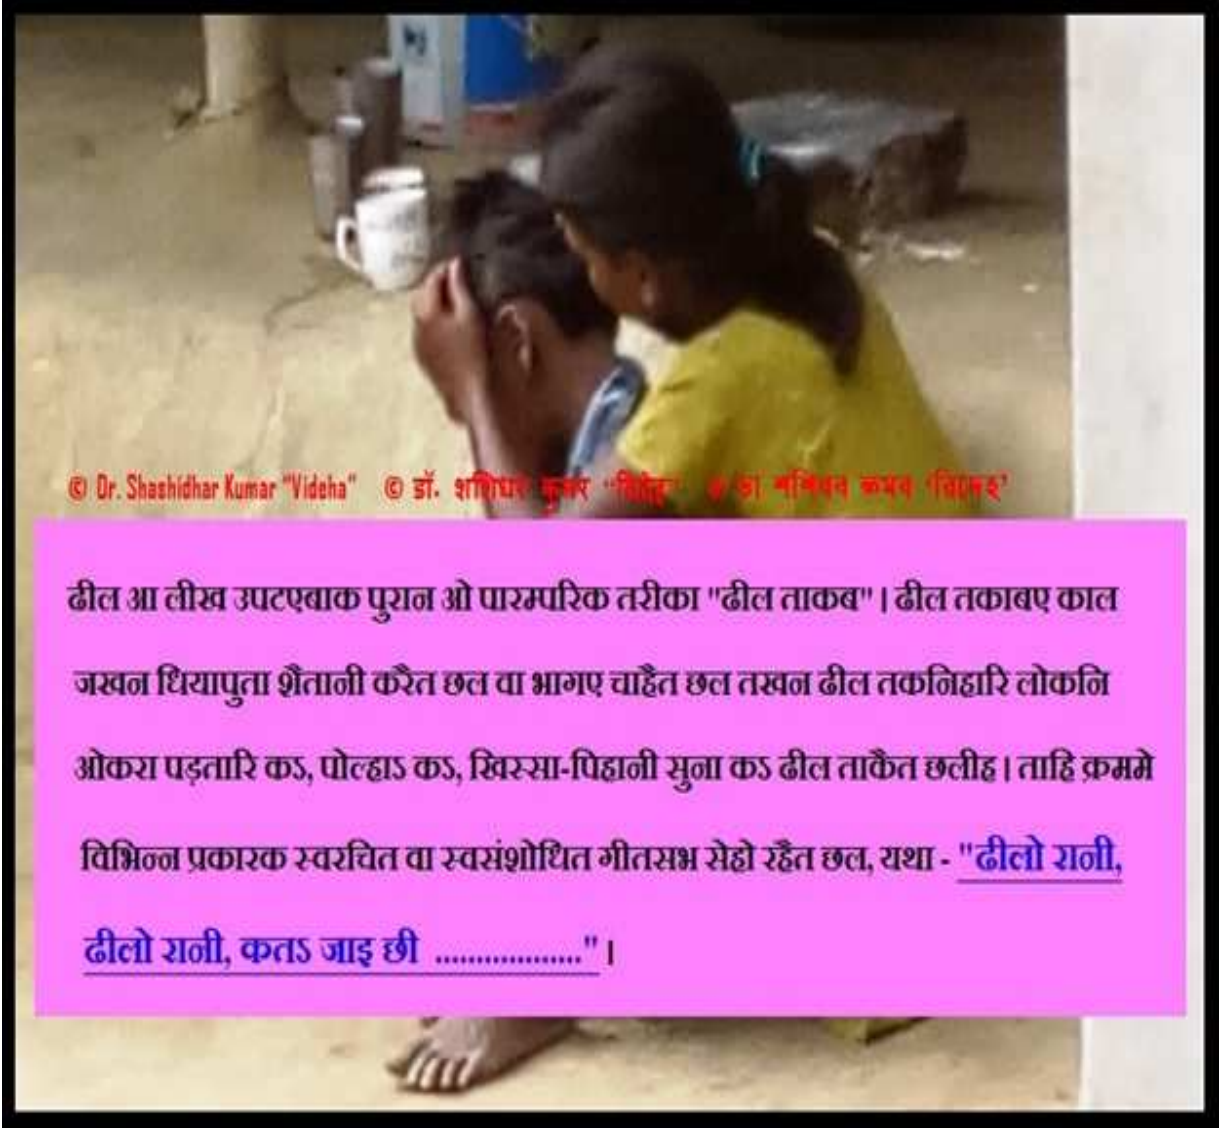 © Dr. Shashidhar Kumar "Videha" © डॉ. शशिधर कुमर "विदेह"
ढील आ लीख उपटएबाक पुरान ओ पारम्परिक तरीका "ढील ताकब" । ढील तकाबए काल
जखन धियापुता शैतानी करैत छल वा भागए चाहैत छल तखन ढील तकनिहारि लोकनि
ओकरा पड़तारि कऽ, पोल्हाऽ कऽ, खिस्सा-पिहानी सुना कऽ ढील ताकैत छलीह । ताहि क्रममे
विभिन्न प्रकारक स्वरचित वा स्वसंशोधित गीतसभ सेहो रहैत छल, यथा - "ढीलो रानी,
ढीलो रानी, कतऽ जाइ छी ..................." ।